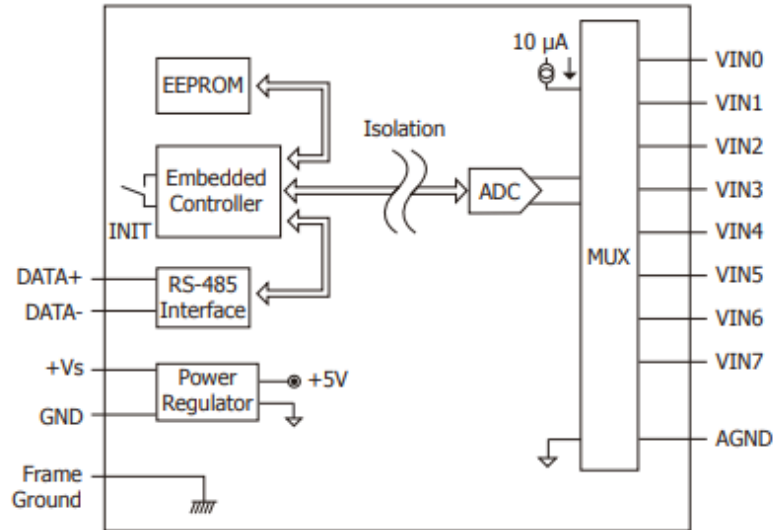 10 µA
VIN0
EEPROM
VIN1
Isolation
VIN2
Embedded
Controller
ADC
VIN3
INIT
VIN4
MUX
DATA+
RS-485
Interface
VIN5
DATA-
VIN6
+Vs
Power
Regulator
+5V
VIN7
GND
AGND
Frame
Ground